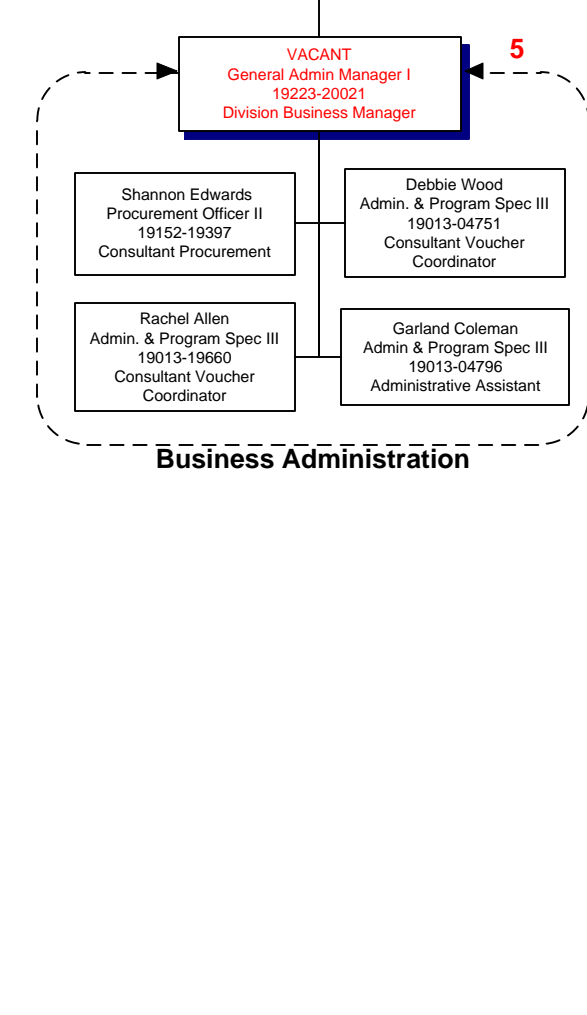 5
VACANT
General Admin Manager I
19223-20021
Division Business Manager
Shannon Edwards
Procurement Officer II
19152-19397
Consultant Procurement
Debbie Wood
Admin. & Program Spec III
19013-04751
Consultant Voucher
Coordinator
Rachel Allen
Admin. & Program Spec III
19013-19660
Consultant Voucher
Coordinator
Garland Coleman
Admin & Program Spec III
19013-04796
Administrative Assistant
Business Administration